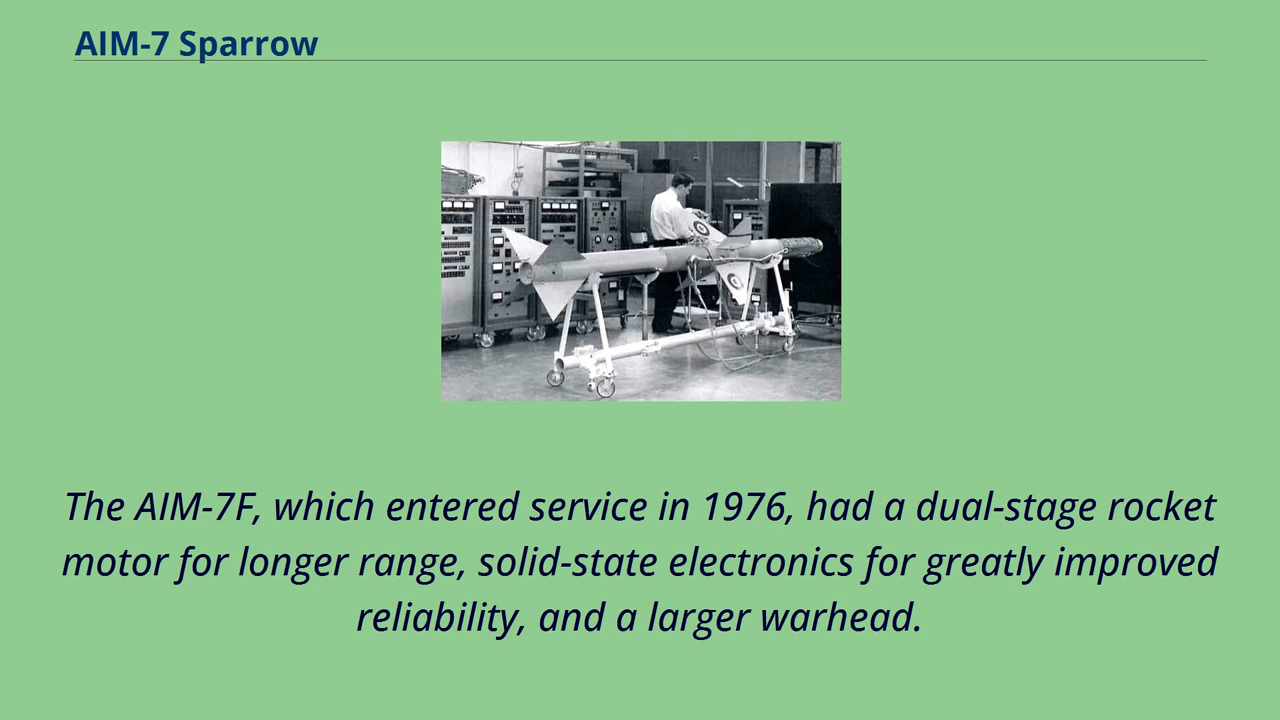 AIM-7 Sparrow
The AIM-7F, which entered service in 1976, had a dual-stage rocket
motor for longer range, solid-state electronics for greatly improved
reliability, and a larger warhead.